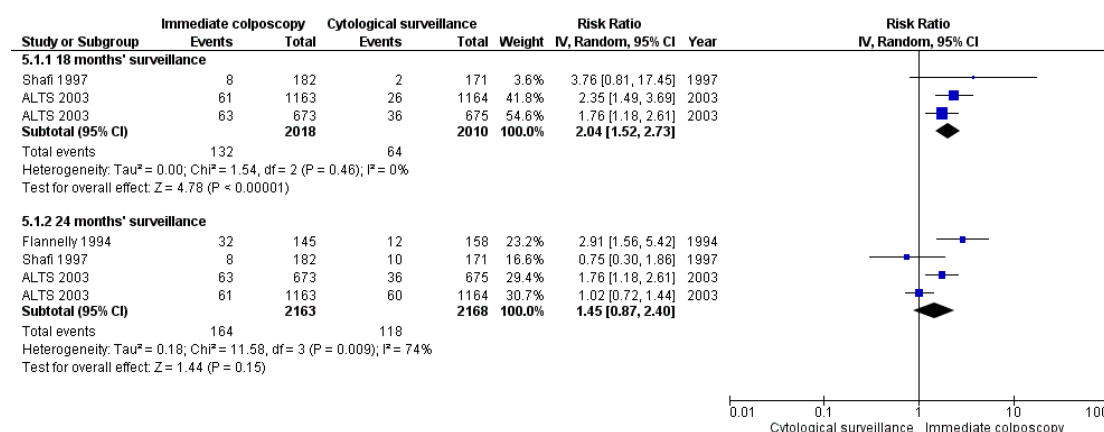 Immediate colposcopy Cytological surveillance Risk Ratio Risk Ratio
Study or Subgroup Events Total Events Total Weight IV, Random, 95% CI Year IV, Random, 95% CI
5.1.1 18 months' surveillance
Shafi 1997 8 182 2 171 3.6% 3.76 [0.81, 17.45] 1997
ALTS 2003 61 1163 26 1164 41.8% 2.35 [1.49, 3.69] 2003
ALTS 2003 63 673 36 675 54.6% 1.76 [1.18, 2.61] 2003
Subtotal (95% CI) 2018 2010 100.0% 2.04 [1.52, 2.73]
Total events 132 64
Heterogeneity: Tau² = 0.00; Chi² = 1.54, df = 2 (P = 0.46); I² = 0%
Test for overall effect: Z = 4.78 (P < 0.00001)
5.1.2 24 months' surveillance
Flannelly 1994 32 145 12 158 23.2% 2.91 [1.56, 5.42] 1994
Shafi 1997 8 182 10 171 16.6% 0.75 [0.30, 1.86] 1997
ALTS 2003 63 673 36 675 29.4% 1.76 [1.18, 2.61] 2003
ALTS 2003 61 1163 60 1164 30.7% 1.02 [0.72, 1.44] 2003
Subtotal (95% CI) 2163 2168 100.0% 1.45 [0.87, 2.40]
Total events 164 118
Heterogeneity: Tau² = 0.18; Chi² = 11.58, df = 3 (P = 0.009); I² = 74%
Test for overall effect: Z = 1.44 (P = 0.15)
0.01 0.1 1 10 100
Cytological surveillance Immediate colposcopy